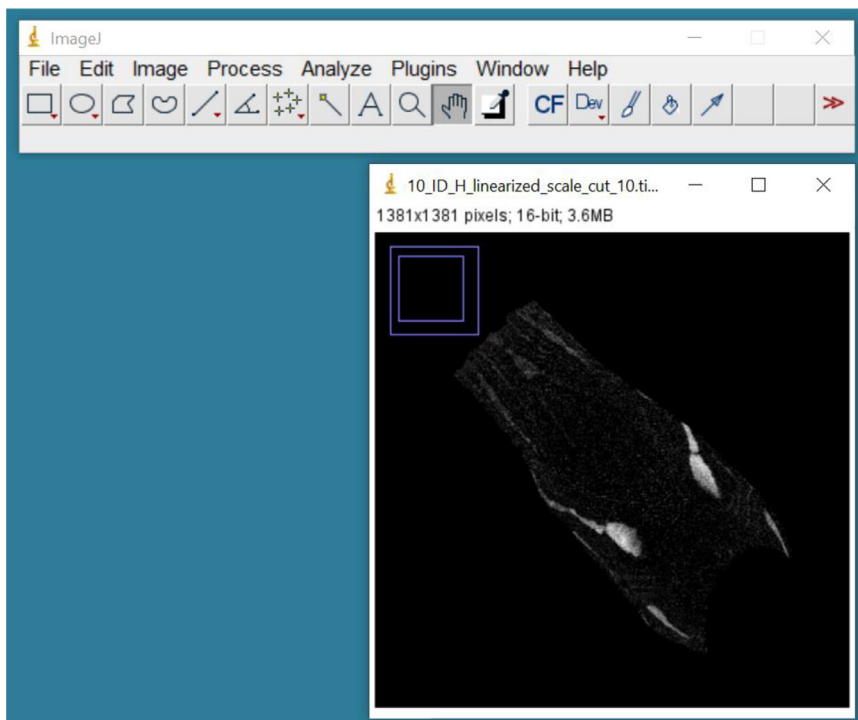 ImageJ
File Edit Image Process Analyze Plugins Window Help
A CF Dev >>
10_ID_H_linearized_scale_cut_10.ti...
1381x1381 pixels; 16-bit; 3.6MB